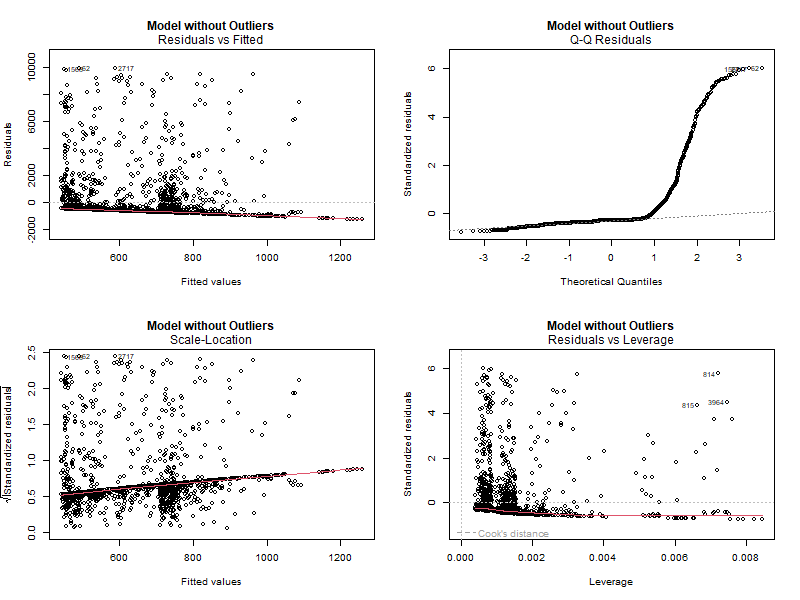 Model without Outliers
Residuals vs Fitted
Residuals
-2000 0 2000 6000 10000
62
2717
600 800 1000 1200
Fitted values
Model without Outliers
Q-Q Residuals
Standardized residuals
0 2 4 6
62
-3 -2 -1 0 1 2 3
Theoretical Quantiles
Model without Outliers
Scale-Location
√|Standardized residuals|
0.0 0.5 1.0 1.5 2.0 2.5
62
2717
600 800 1000 1200
Fitted values
Model without Outliers
Residuals vs Leverage
Standardized residuals
0 2 4 6
814
815
3964
Cook's distance
0.000 0.002 0.004 0.006 0.008
Leverage